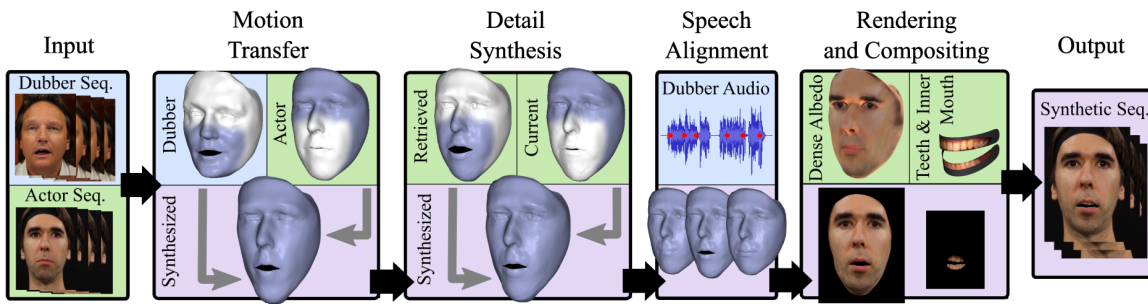 Input
Dubber Seq.
Actor Seq.
Motion
Transfer
Dubber
Actor
Synthesized
Detail
Synthesis
Retrieved
Current
Synthesized
Speech
Alignment
Dubber Audio
Rendering
and Compositing
Dense Albedo
Teeth & Inner
Mouth
Output
Synthetic Seq.